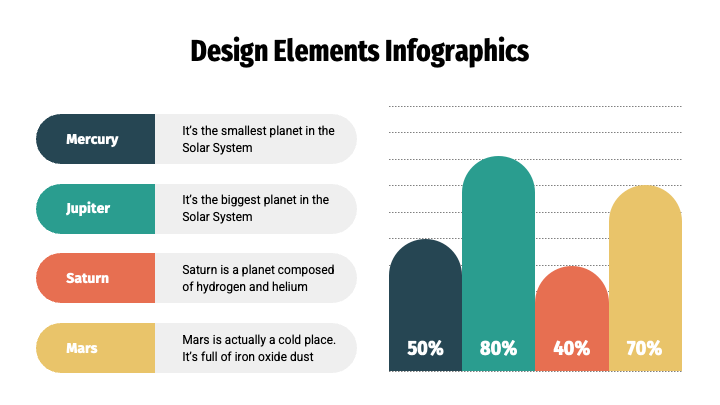 Design Elements Infographics
Mercury
It's the smallest planet in the
Solar System
Jupiter
It's the biggest planet in the
Solar System
Saturn
Saturn is a planet composed
of hydrogen and helium
Mars
Mars is actually a cold place.
It's full of iron oxide dust
50% 80% 40% 70%